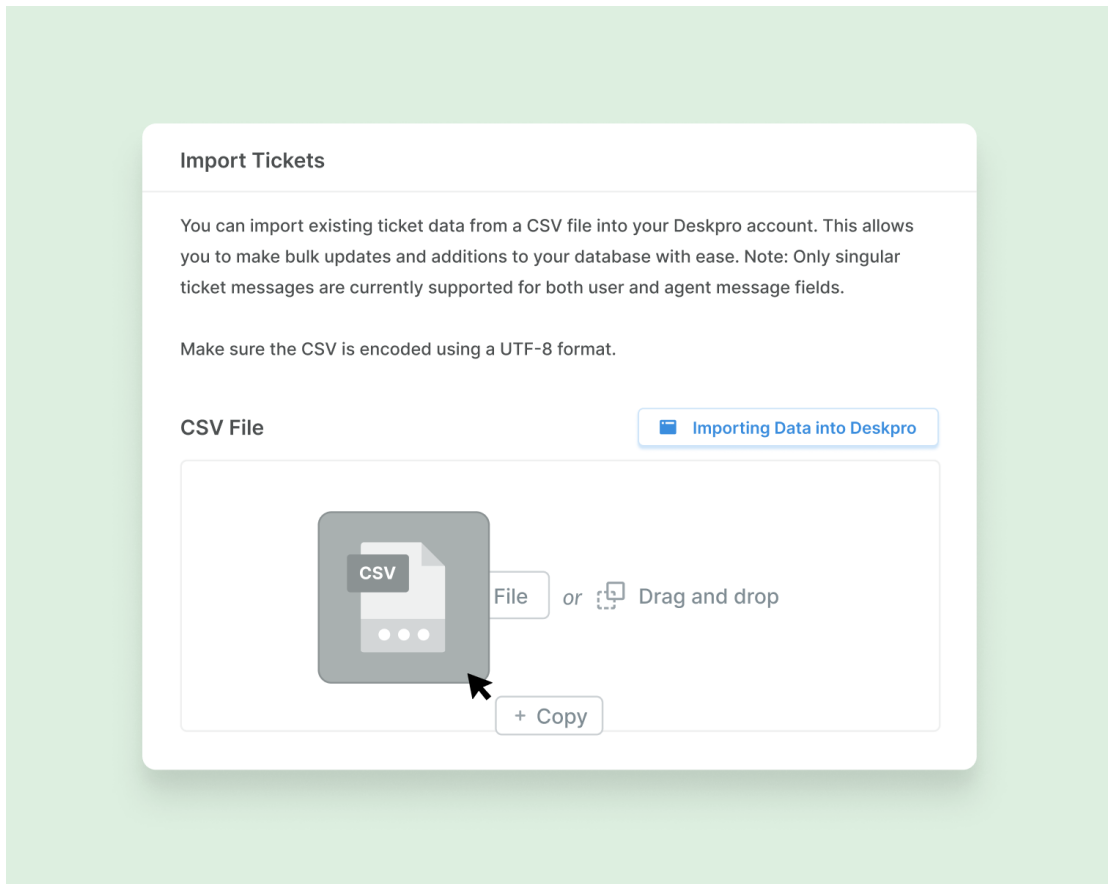 Import Tickets
You can import existing ticket data from a CSV file into your Deskpro account. This allows
you to make bulk updates and additions to your database with ease. Note: Only singular
ticket messages are currently supported for both user and agent message fields.
Make sure the CSV is encoded using a UTF-8 format.
CSV File
Importing Data into Deskpro
CSV
File or Drag and drop
+ Copy